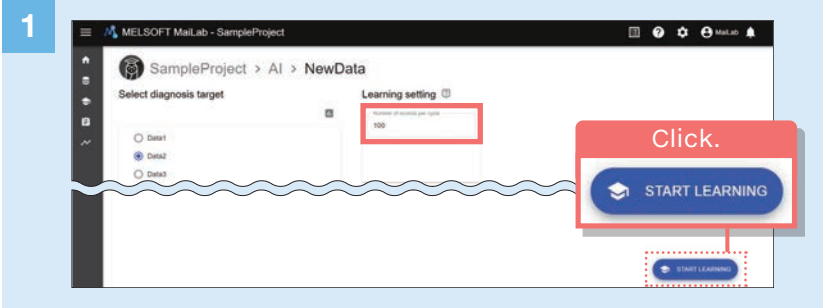 1
MELSOFT MaiLab - SampleProject
MaiLab
SampleProject > AI > NewData
Select diagnosis target
Learning setting
Number of records per cycle
100
Data1
Data2
Data3
Click.
START LEARNING
START LEARNING